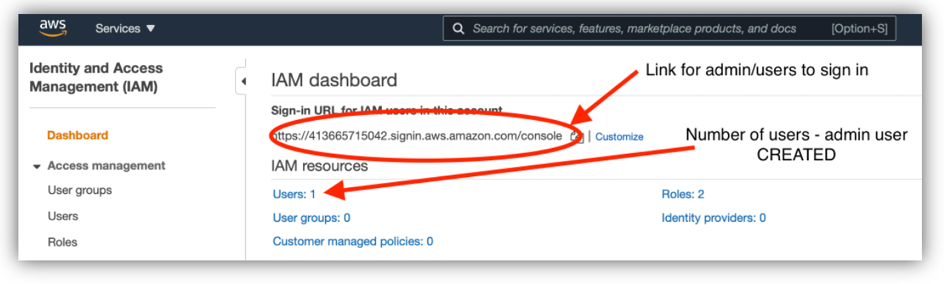 aws
Services ▼
Search for services, features, marketplace products, and docs
[Option+S]
Identity and Access
Management (IAM)
Dashboard
Access management
User groups
Users
Roles
IAM dashboard
Link for admin/users to sign in
Sign-in URL for IAM users in this account
https://413665715042.signin.aws.amazon.com/console | Customize
Number of users - admin user
CREATED
IAM resources
Users: 1
Roles: 2
User groups: 0
Identity providers: 0
Customer managed policies: 0